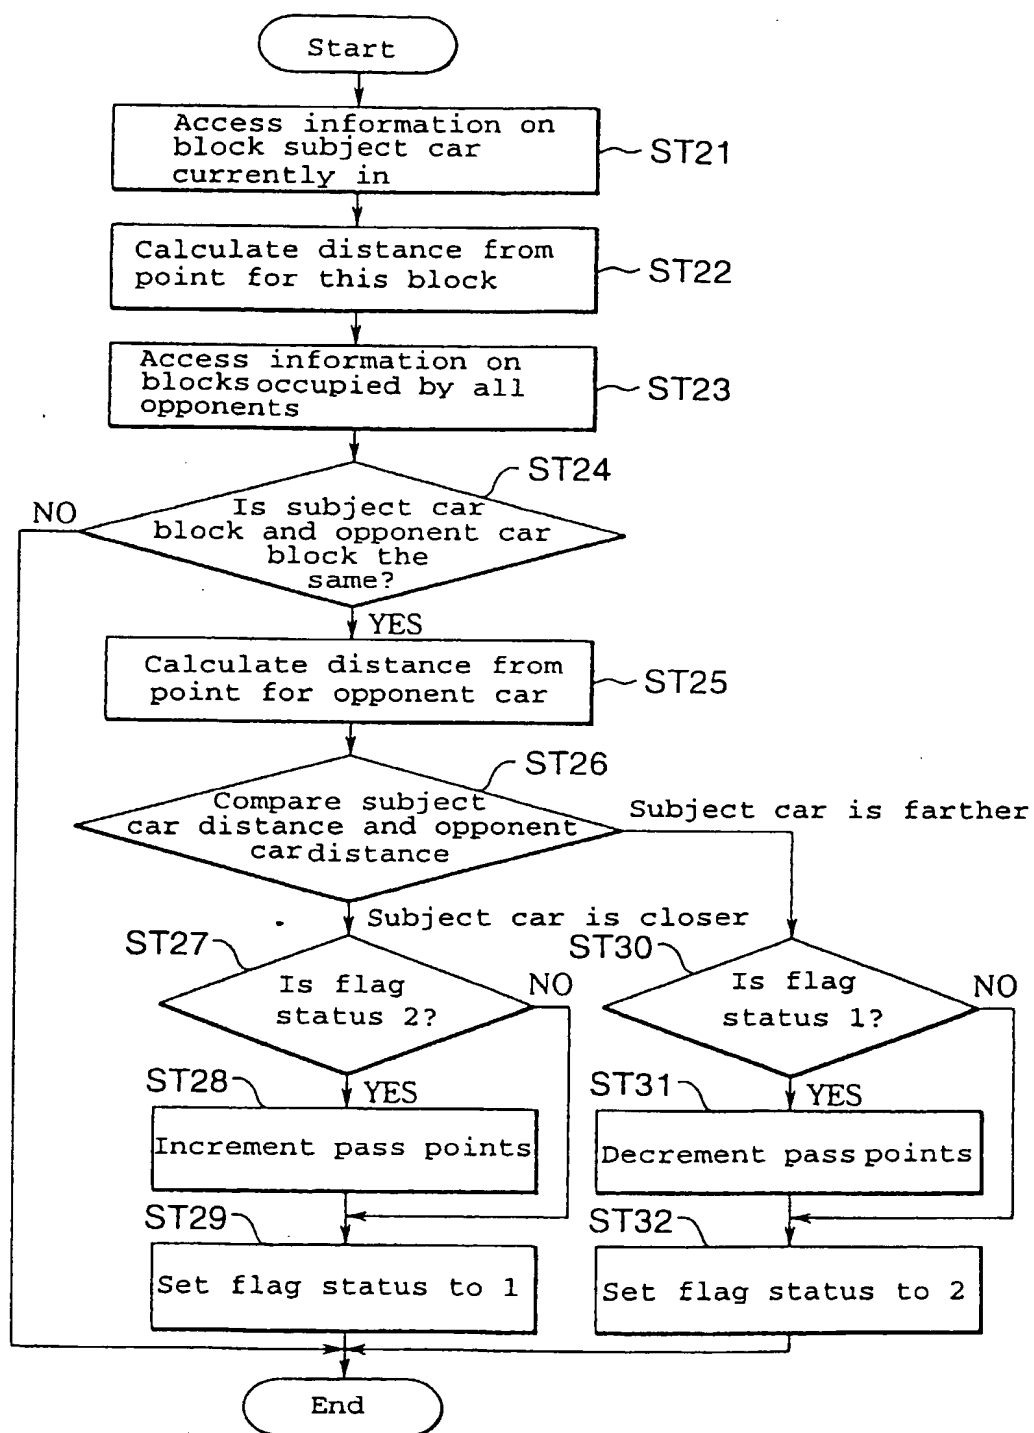 Start
Access information on
block subject car
currently in
ST21
Calculate distance from
point for this block
ST22
Access information on
blocks occupied by all
opponents
ST23
ST24
NO
Is subject car
block and opponent car
block the
same?
YES
Calculate distance from
point for opponent car
ST25
ST26
Compare subject
car distance and opponent
car distance
Subject car is farther
Subject car is closer
ST27
Is flag
status 2?
NO
ST30
Is flag
status 1?
NO
ST28
YES
Increment pass points
ST31
YES
Decrement pass points
ST29
Set flag status to 1
ST32
Set flag status to 2
End